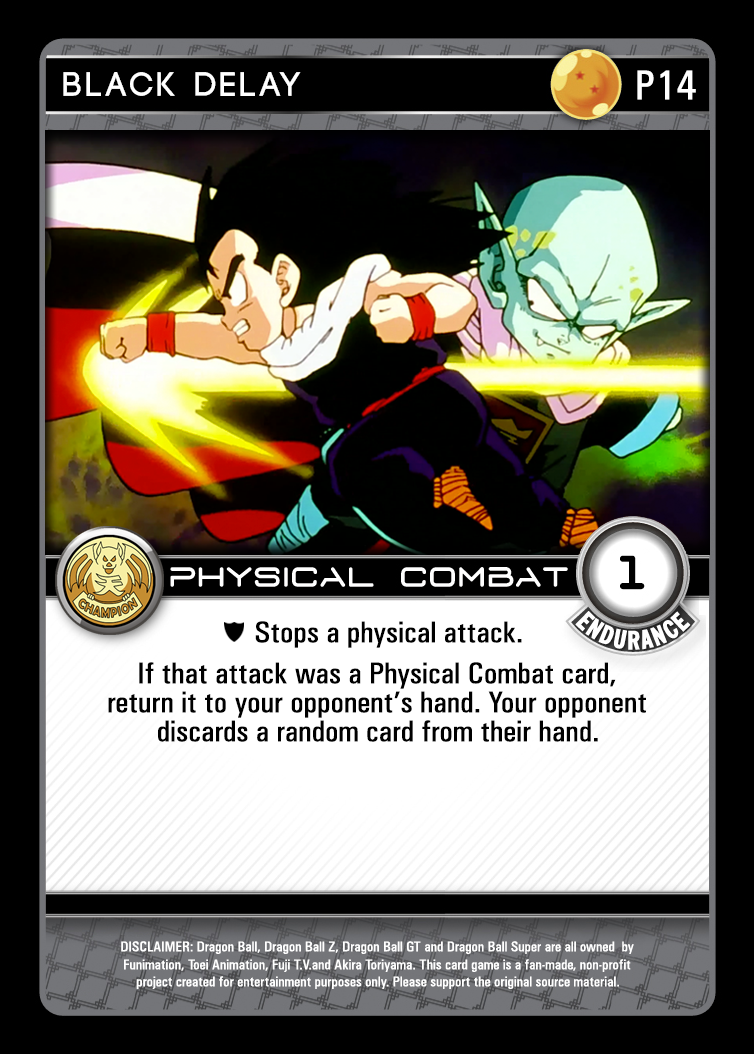 BLACK DELAY
P14
CHAMPION
PHYSICAL COMBAT
1
ENDURANCE
Stops a physical attack.
If that attack was a Physical Combat card,
return it to your opponent's hand. Your opponent
discards a random card from their hand.
DISCLAIMER: Dragon Ball, Dragon Ball Z, Dragon Ball GT and Dragon Ball Super are all owned by
Funimation, Toei Animation, Fuji T.V.and Akira Toriyama. This card game is a fan-made, non-profit
project created for entertainment purposes only. Please support the original source material.